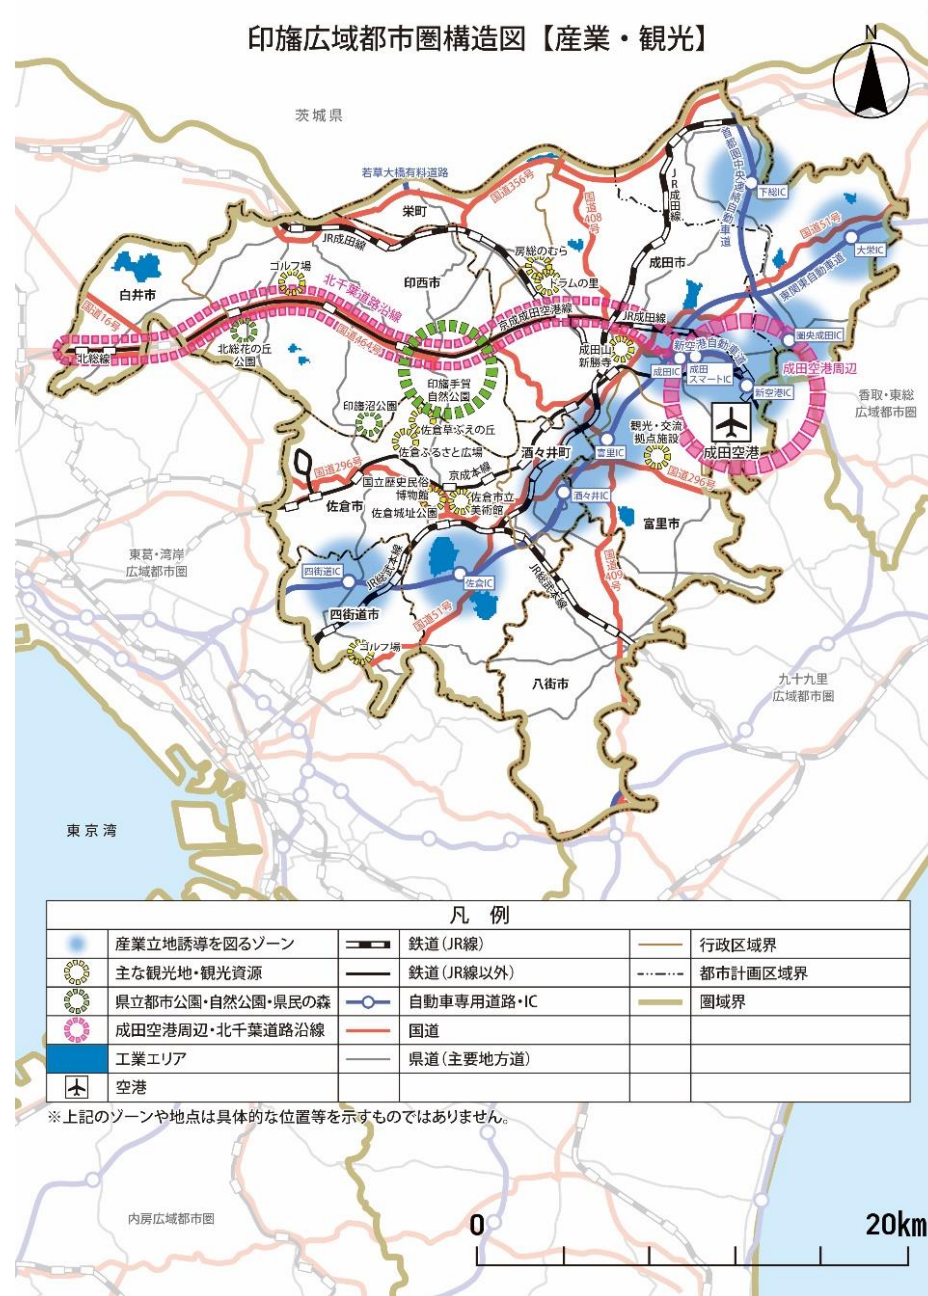 印旛広域都市圏構造図【産業・観光】
N
茨城県
若草大橋有料道路
国道356号
栄町
JR成田線
国道408号
JR成田線
首都圏中央連絡自動車道
下総IC
国道51号
大栄IC
東関東自動車道
房総のむら
ドラムの里
成田市
白井市
ゴルフ場
印西市
北千葉道路沿線
京成成田空港線
JR成田線
国道16号
北総線
北総花の丘
公園
国道464号
成田山
新勝寺
新空港自動車道
圏央成田IC
成田IC
成田
スマートIC
成田空港周辺
新空港IC
印旛手賀
自然公園
香取・東総
広域都市圏
印旛沼公園
佐倉草ぶえの丘
観光・交流
拠点施設
成田空港
佐倉ふるさと広場
酒々井町
富里IC
国道296号
京成本線
国道296号
国立歴史民俗
博物館
佐倉市
佐倉城址公園
佐倉市立
美術館
酒々井IC
富里市
東葛・湾岸
広域都市圏
四街道IC
JR総武本線
佐倉IC
JR総武本線
国道409号
四街道市
国道51号
ゴルフ場
八街市
九十九里
広域都市圏
東京湾
凡 例
産業立地誘導を図るゾーン
鉄道(JR線)
行政区域界
主な観光地・観光資源
鉄道(JR線以外)
都市計画区域界
県立都市公園・自然公園・県民の森
自動車専用道路・IC
圏域界
成田空港周辺・北千葉道路沿線
国道
工業エリア
県道(主要地方道)
空港
※上記のゾーンや地点は具体的な位置等を示すものではありません。
内房広域都市圏
0
20km